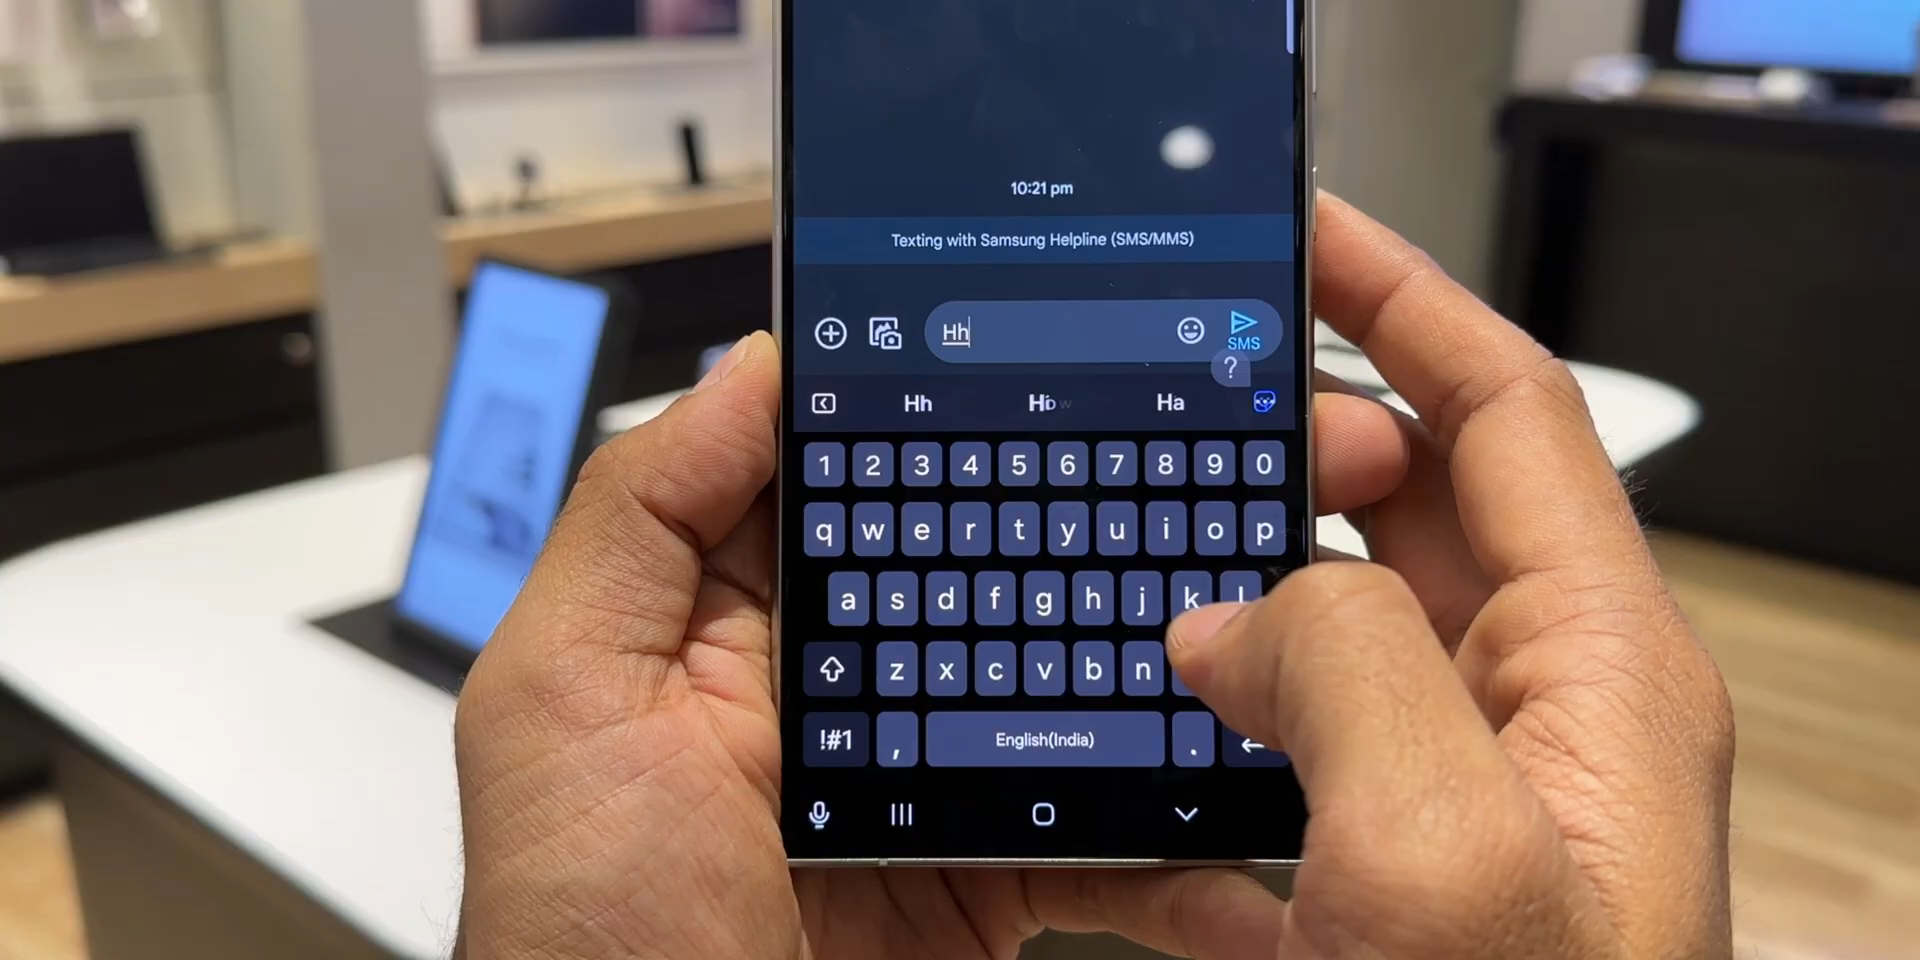 10:21 pm
Texting with Samsung Helpline (SMS/MMS)
Hh
SMS
?
Hh Ha
1 2 3 4 5 6 7 8 9 0
q w e r t y u i o p
a s d f g h j k l
z x c v b n
!#1 , English(India) .